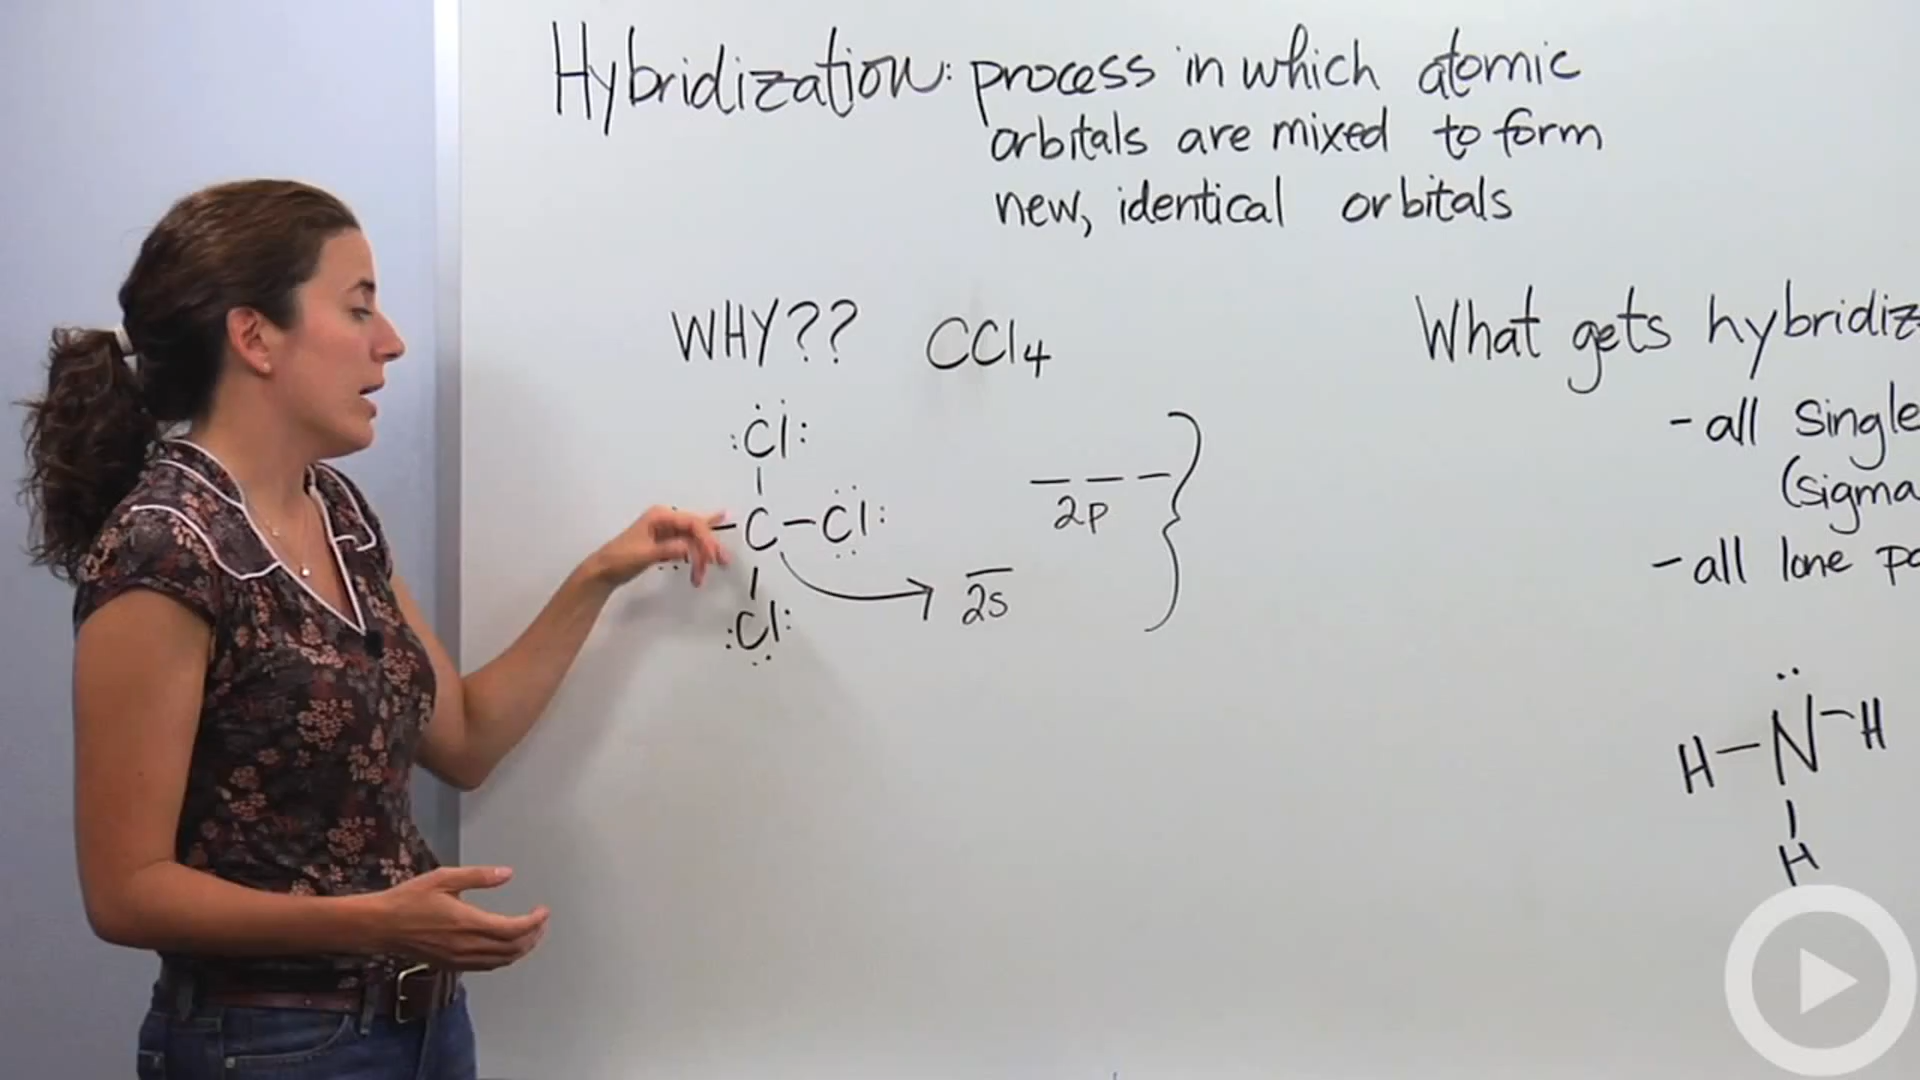 Hybridization: process in which atomic
orbitals are mixed to form
new, identical orbitals
WHY?? CCl4
:Cl:
C - Cl:
:Cl:
2p
2s
What gets hybridiz
- all single
(sigma
- all lone
H - N - H
H